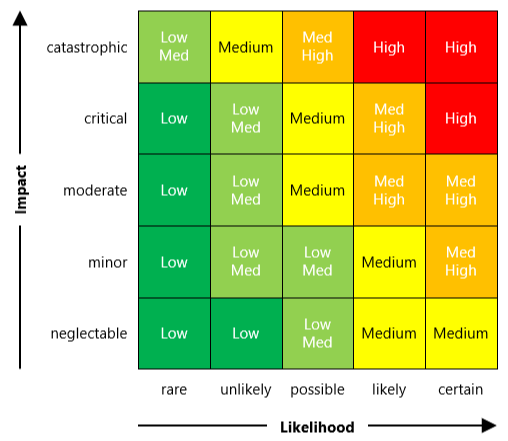 catastrophic
Low
Med
Medium
Med
High
High
High
critical
Low
Low
Med
Medium
Med
High
High
Impact
moderate
Low
Low
Med
Medium
Med
High
Med
High
minor
Low
Low
Med
Low
Med
Medium
Med
High
neglectable
Low
Low
Low
Med
Medium
Medium
rare
unlikely
possible
likely
certain
Likelihood